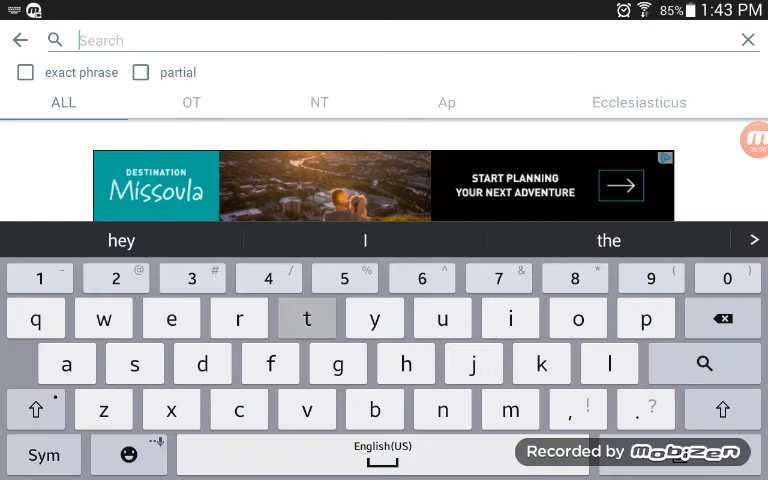 85% 1:43 PM
Search
exact phrase partial
ALL OT NT Ap Ecclesiasticus
DESTINATION
Missoula
START PLANNING
YOUR NEXT ADVENTURE
hey I the >
1 - 2 @ 3 # 4 / 5 % 6 ^ 7 & 8 * 9 ( 0 )
q w e r t y u i o p
a s d f g h j k l
z x c v b n m , ! . ?
Sym English(US)
Recorded by mobizen